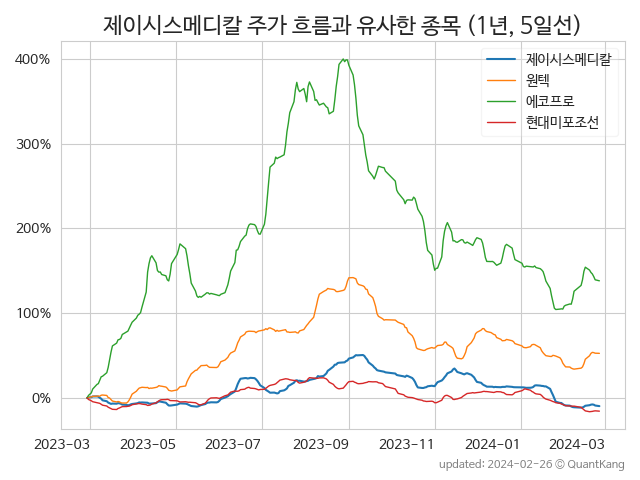 제이시스메디칼 주가 흐름과 유사한 종목 (1년, 5일선)
제이시스메디칼
원텍
에코프로
현대미포조선
400%
300%
200%
100%
0%
2023-03
2023-05
2023-07
2023-09
2023-11
2024-01
2024-03
updated: 2024-02-26 © QuantKang